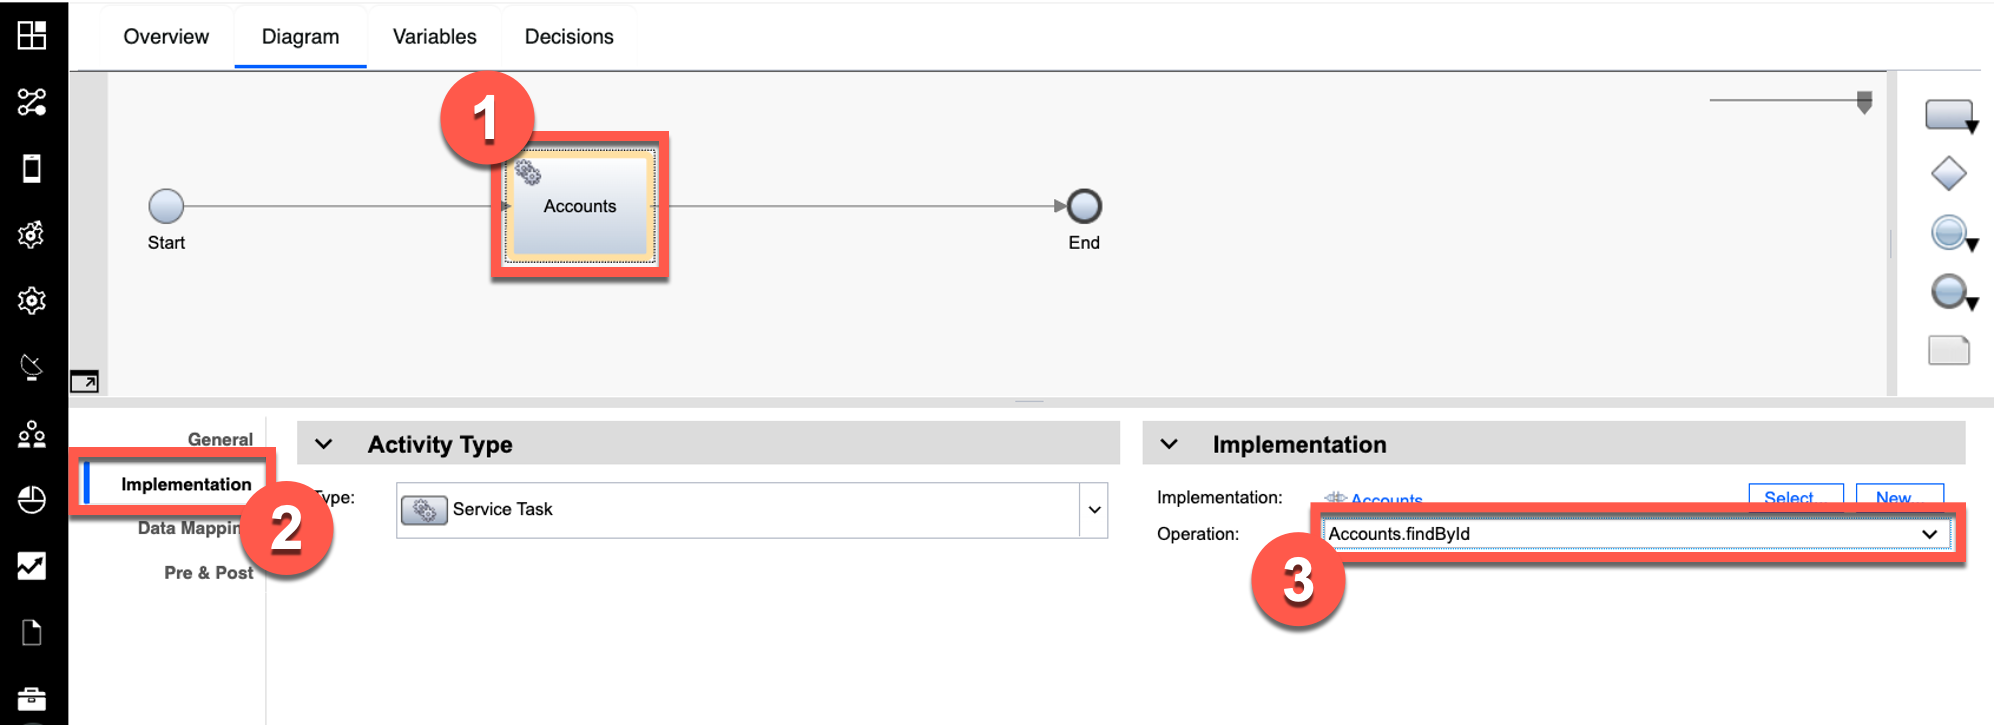 Overview Diagram Variables Decisions
1
Accounts
Start
End
General
Implementation
Data Mapping
Pre & Post
2
Activity Type
Type:
Service Task
Implementation
Implementation: Accounts Select... New...
Operation: Accounts.findById
3